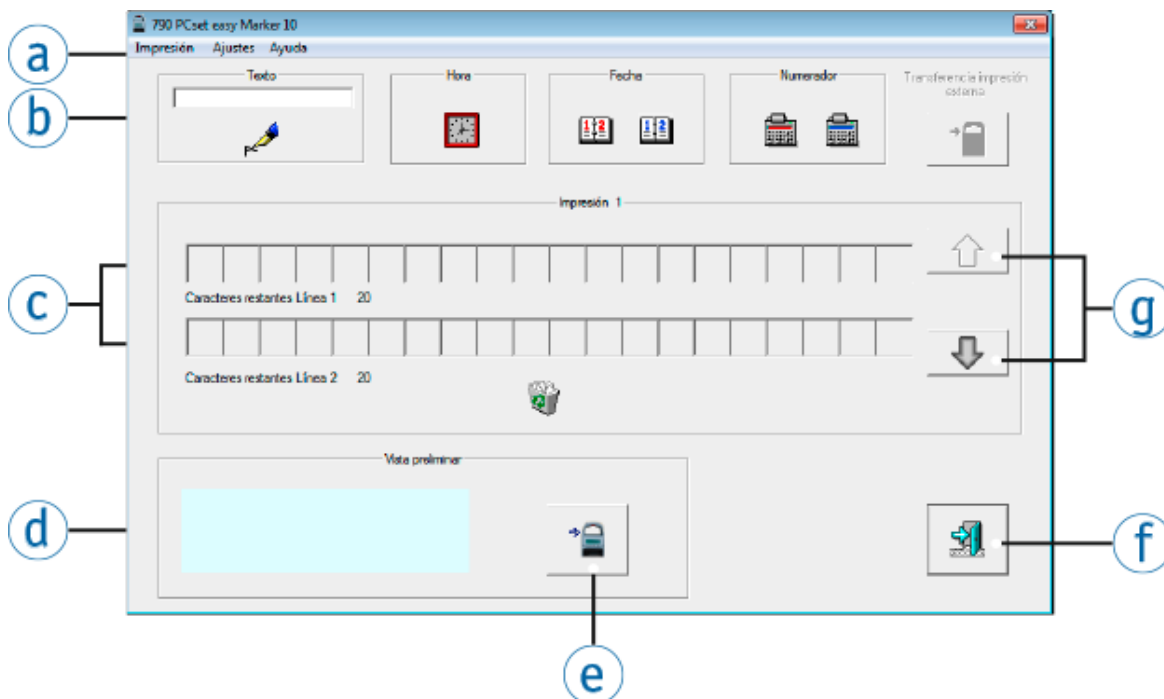 790 PCset easy Marker 10
a
Impresión Ajustes Ayuda
b
Texto
Hora
Fecha
Numerador
Transferencia impresión
externa
Impresión 1
c
Caracteres restantes Línea 1 20
g
Caracteres restantes Línea 2 20
Vista preliminar
d
f
e